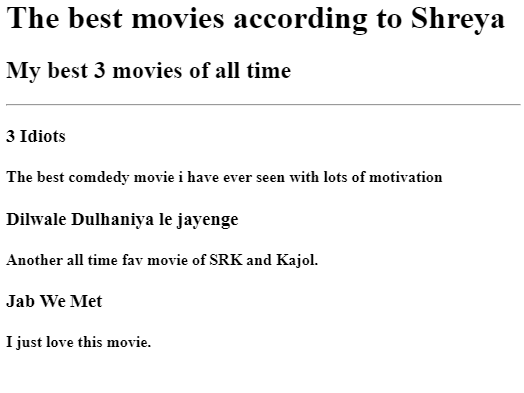 The best movies according to Shreya
My best 3 movies of all time
3 Idiots
The best comdedy movie i have ever seen with lots of motivation
Dilwale Dulhaniya le jayenge
Another all time fav movie of SRK and Kajol.
Jab We Met
I just love this movie.